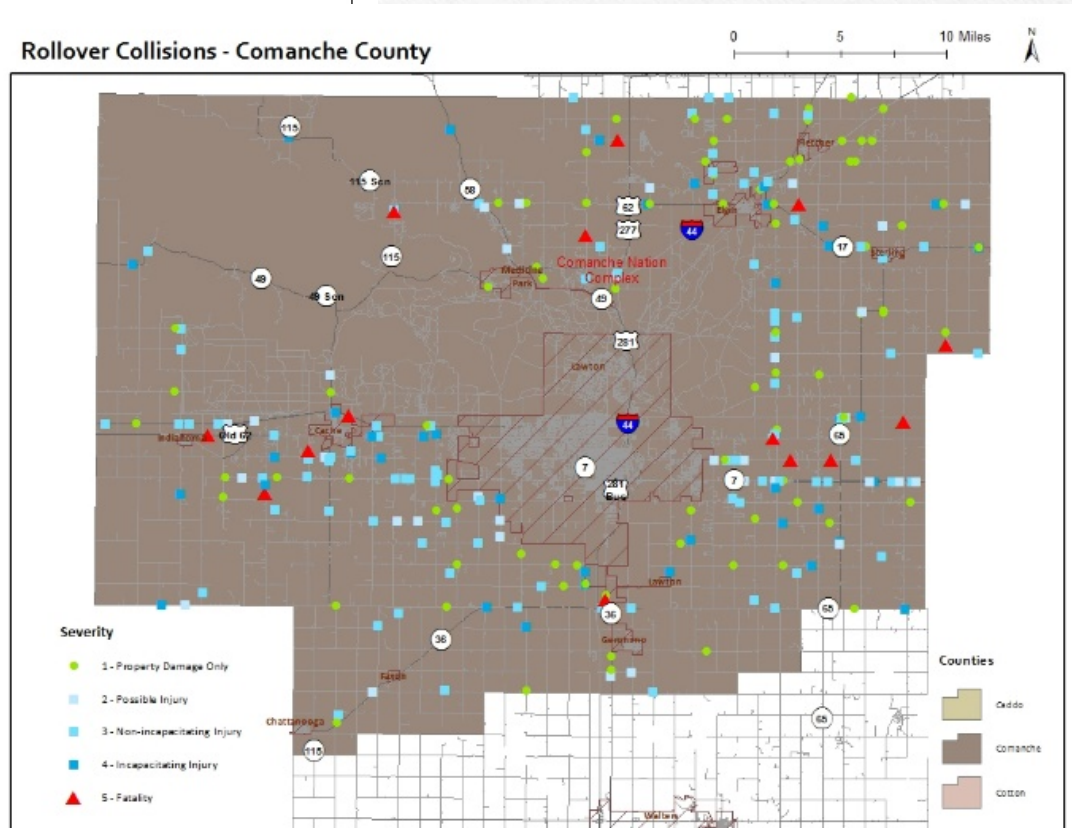 Rollover Collisions - Comanche County
0 5 10 Miles
N
115
115 Scn
58
62
277
44
115
17
Fletcher
Elgin
Sterling
Comanche Nation
Complex
Medicine
Park
49
49 Scn
49
281
Lawton
44
Cache
Indiahoma
Old 62
65
7
7
281
Bus
Lawton
36
Geronimo
36
65
Faxon
Chattanooga
115
65
Walters
Severity
1 - Property Damage Only
2 - Possible Injury
3 - Non-incapacitating Injury
4 - Incapacitating Injury
5 - Fatality
Counties
Caddo
Comanche
Cotton